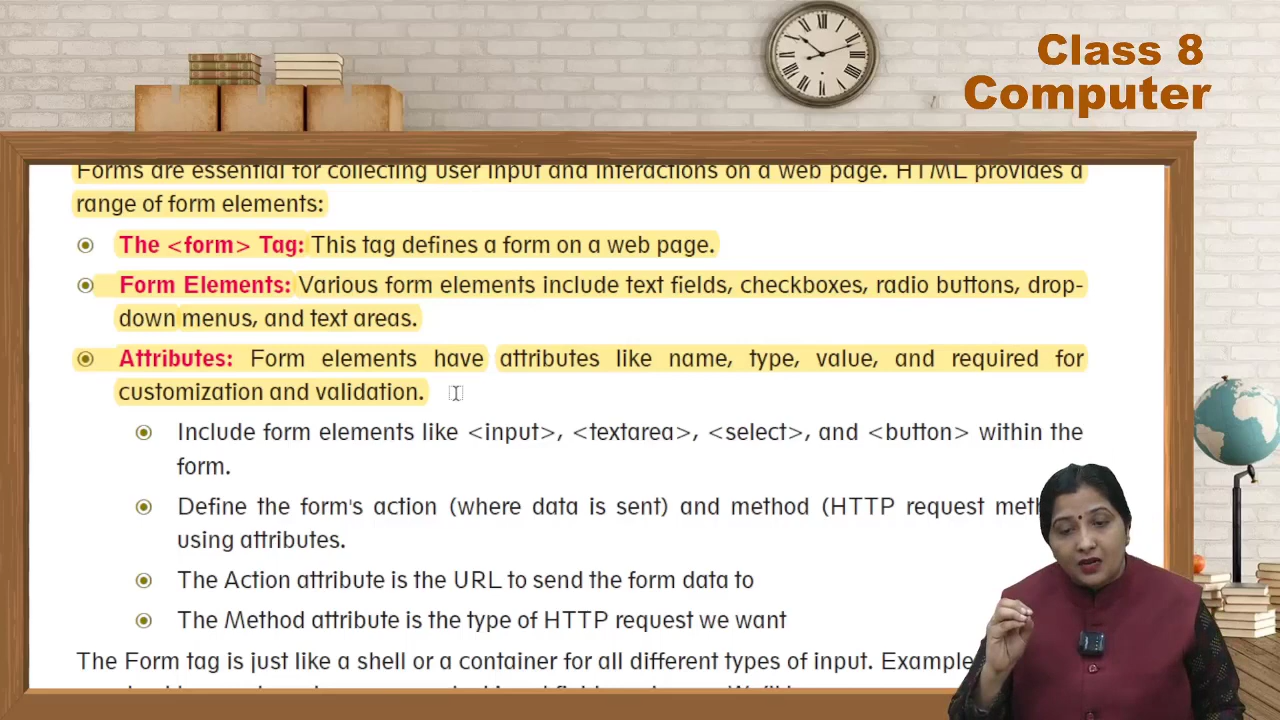 Class 8
Computer
Forms are essential for collecting user input and interactions on a web page. HTML provides a
range of form elements:
The <form> Tag: This tag defines a form on a web page.
Form Elements: Various form elements include text fields, checkboxes, radio buttons, drop-
down menus, and text areas.
Attributes: Form elements have attributes like name, type, value, and required for
customization and validation.
Include form elements like <input>, <textarea>, <select>, and <button> within the
form.
Define the form's action (where data is sent) and method (HTTP request
using attributes.
The Action attribute is the URL to send the form data to
The Method attribute is the type of HTTP request we want
The Form tag is just like a shell or a container for all different types of input. Example